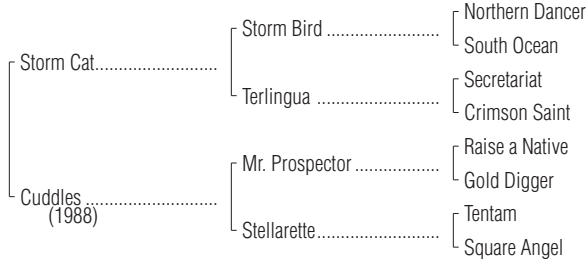 Northern Dancer
Storm Bird ..............................
South Ocean
Storm Cat.................................
Secretariat
Terlingua .................................
Crimson Saint
Raise a Native
Mr. Prospector .......................
Gold Digger
Cuddles ...................................
(1988)
Tentam
Stellarette.................................
Square Angel